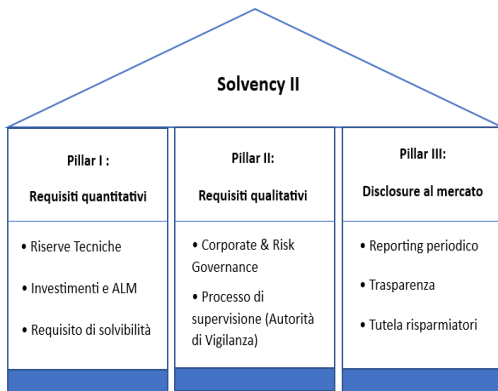 Solvency II
Pillar I :
Requisiti quantitativi
• Riserve Tecniche
• Investimenti e ALM
• Requisito di solvibilità
Pillar II:
Requisiti qualitativi
• Corporate & Risk
Governance
• Processo di
supervisione (Autorità
di Vigilanza)
Pillar III:
Disclosure al mercato
• Reporting periodico
• Trasparenza
• Tutela risparmiatori